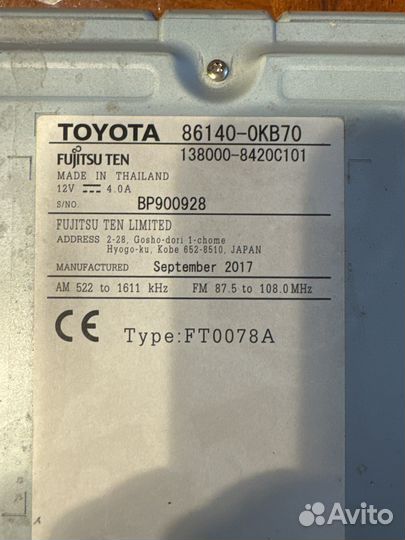 TOYOTA 86140-0KB70
FUJITSU TEN 138000-8420C101
MADE IN THAILAND
12V ⎓ 4.0A
S/NO. BP900928
FUJITSU TEN LIMITED
ADDRESS 2-28, Gosho-dori 1-chome
Hyogo-ku, Kobe 652-8510, JAPAN
MANUFACTURED September 2017
AM 522 to 1611 kHz FM 87.5 to 108.0MHz
CE Type:FT0078A
Avito